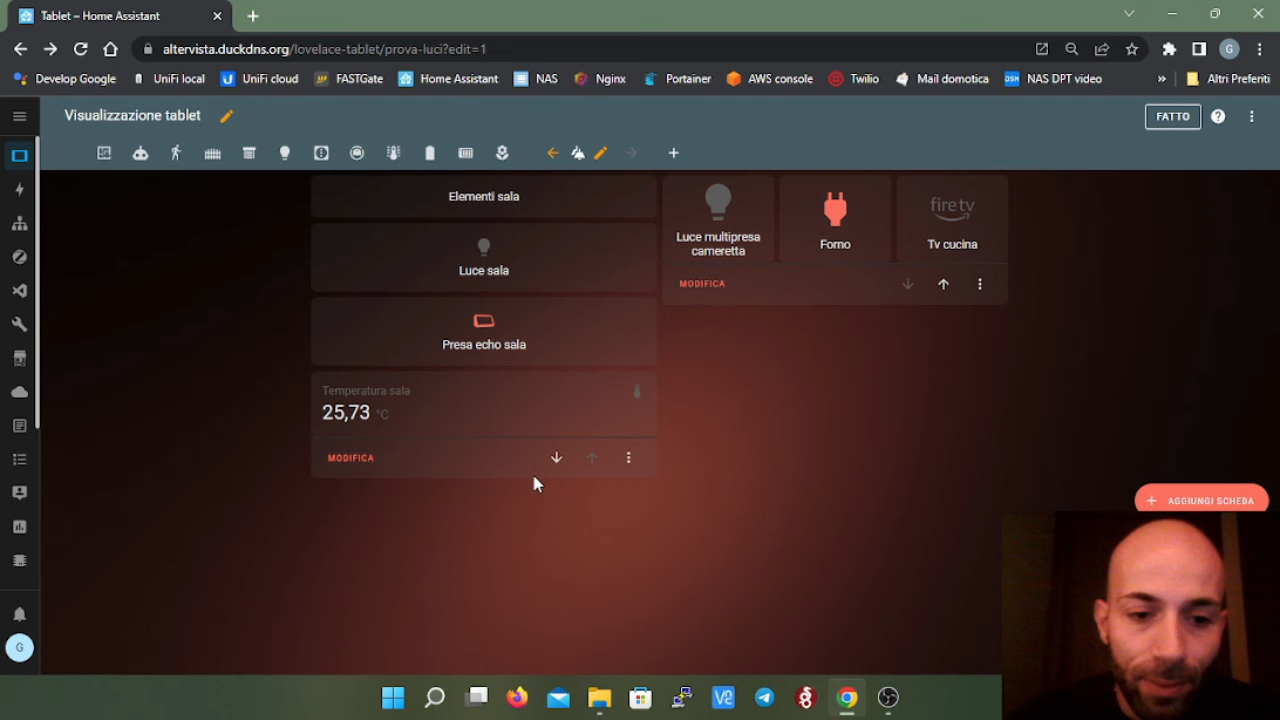 Tablet – Home Assistant
altervista.duckdns.org/lovelace-tablet/prova-luci?edit=1
G
Develop Google
UniFi local
UniFi cloud
FASTGate
Home Assistant
NAS
Nginx
Portainer
AWS console
Twilio
Mail domotica
DSM
NAS DPT video
»
Altri Preferiti
Visualizzazione tablet
FATTO
Elementi sala
Luce sala
Presa echo sala
Temperatura sala
25,73 °C
MODIFICA
Luce multipresa
cameretta
Forno
fire tv
Tv cucina
MODIFICA
+ AGGIUNGI SCHEDA
G